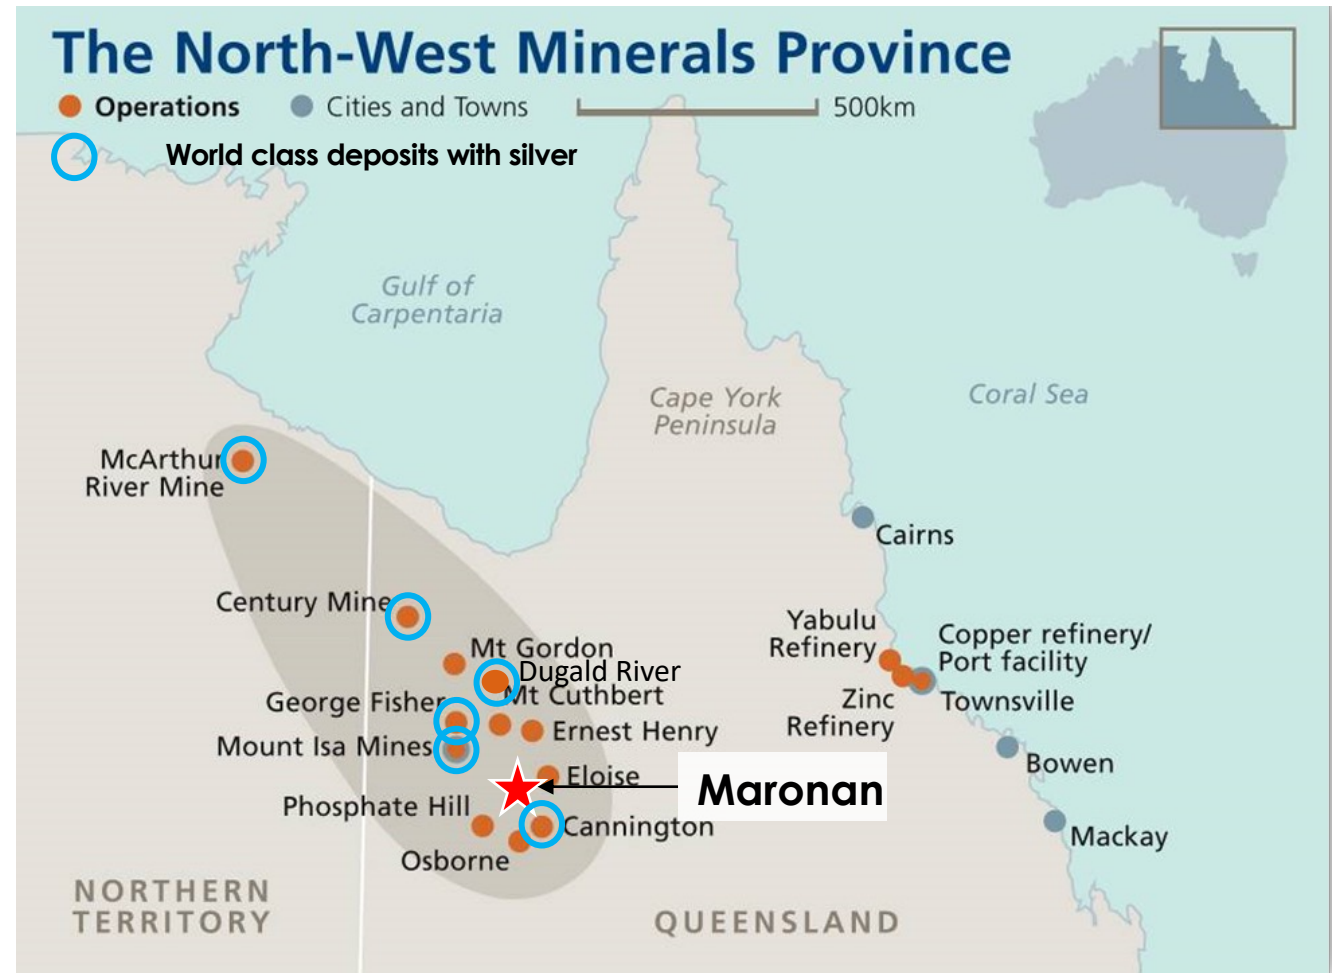 The North-West Minerals Province
Operations
Cities and Towns
500km
World class deposits with silver
Gulf of
Carpentaria
Cape York
Peninsula
Coral Sea
McArthur
River Mine
Cairns
Century Mine
Yabulu
Refinery
Copper refinery/
Port facility
Mt Gordon
Dugald River
Mt Cuthbert
George Fisher
Zinc
Refinery
Townsville
Ernest Henry
Mount Isa Mines
Bowen
Eloise
Maronan
Phosphate Hill
Cannington
Mackay
Osborne
NORTHERN
TERRITORY
QUEENSLAND